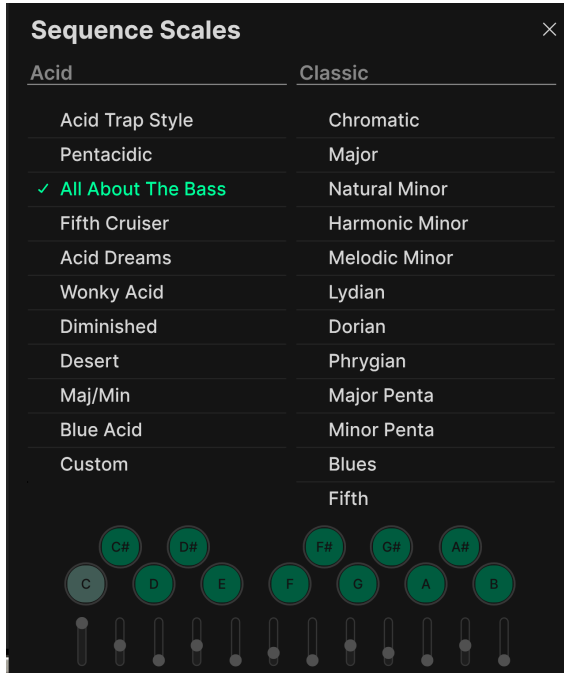 Sequence Scales
Acid
Classic
Acid Trap Style
Chromatic
Pentacidic
Major
All About The Bass
Natural Minor
Fifth Cruiser
Harmonic Minor
Acid Dreams
Melodic Minor
Wonky Acid
Lydian
Diminished
Dorian
Desert
Phrygian
Maj/Min
Major Penta
Blue Acid
Minor Penta
Custom
Blues
Fifth
C# D# F# G# A#
C D E F G A B